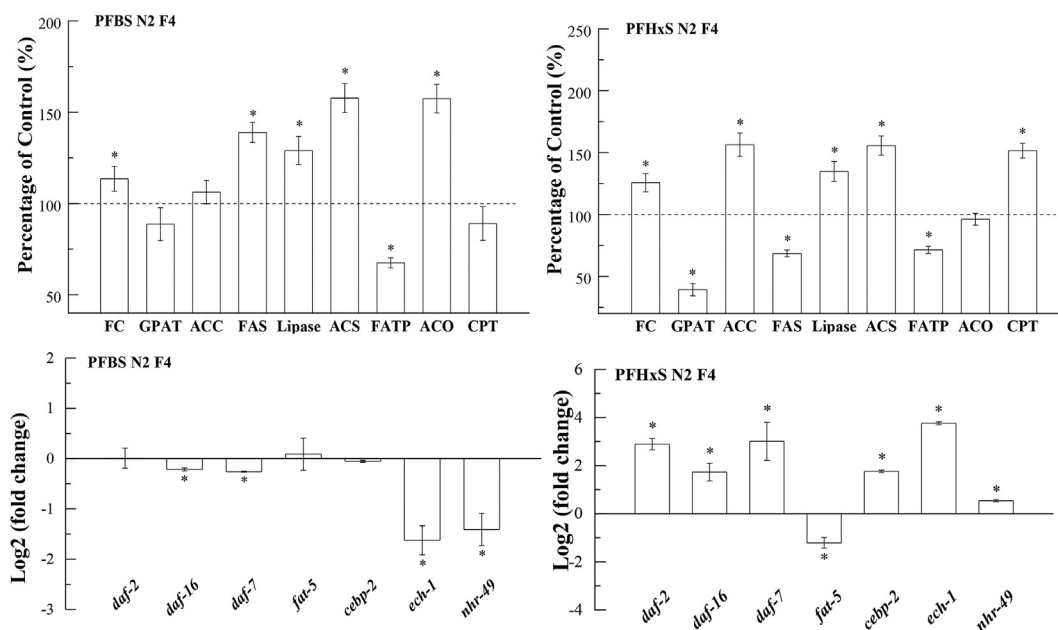 PFBS N2 F4
Percentage of Control (%)
200
150
100
50
* * * * * *
FC GPAT ACC FAS Lipase ACS FATP ACO CPT
PFHxS N2 F4
Percentage of Control (%)
250
200
150
100
50
* * * * * * * *
FC GPAT ACC FAS Lipase ACS FATP ACO CPT
PFBS N2 F4
Log2 (fold change)
2
1
0
-1
-2
-3
* * * *
daf-2 daf-16 daf-7 fat-5 cebp-2 ech-1 nhr-49
PFHxS N2 F4
Log2 (fold change)
6
4
2
0
-2
-4
* * * * * * *
daf-2 daf-16 daf-7 fat-5 cebp-2 ech-1 nhr-49